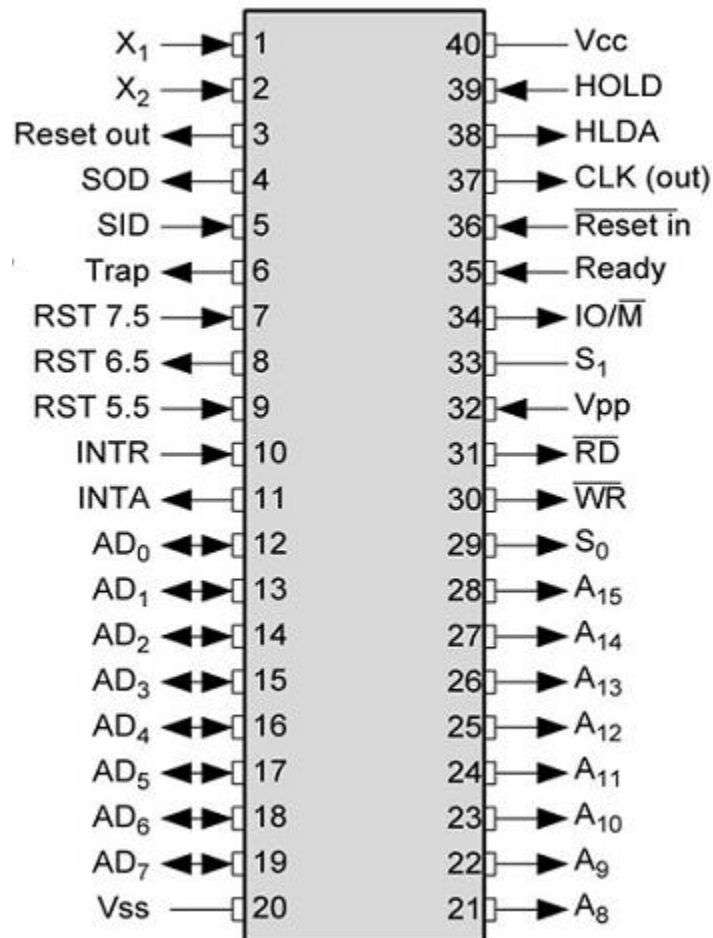 X₁ 1 40 Vcc
X₂ 2 39 HOLD
Reset out 3 38 HLDA
SOD 4 37 CLK (out)
SID 5 36 R̅e̅s̅e̅t̅ ̅i̅n̅
Trap 6 35 Ready
RST 7.5 7 34 IO/M̅
RST 6.5 8 33 S₁
RST 5.5 9 32 Vpp
INTR 10 31 R̅D̅
INTA 11 30 W̅R̅
AD₀ 12 29 S₀
AD₁ 13 28 A₁₅
AD₂ 14 27 A₁₄
AD₃ 15 26 A₁₃
AD₄ 16 25 A₁₂
AD₅ 17 24 A₁₁
AD₆ 18 23 A₁₀
AD₇ 19 22 A₉
Vss 20 21 A₈